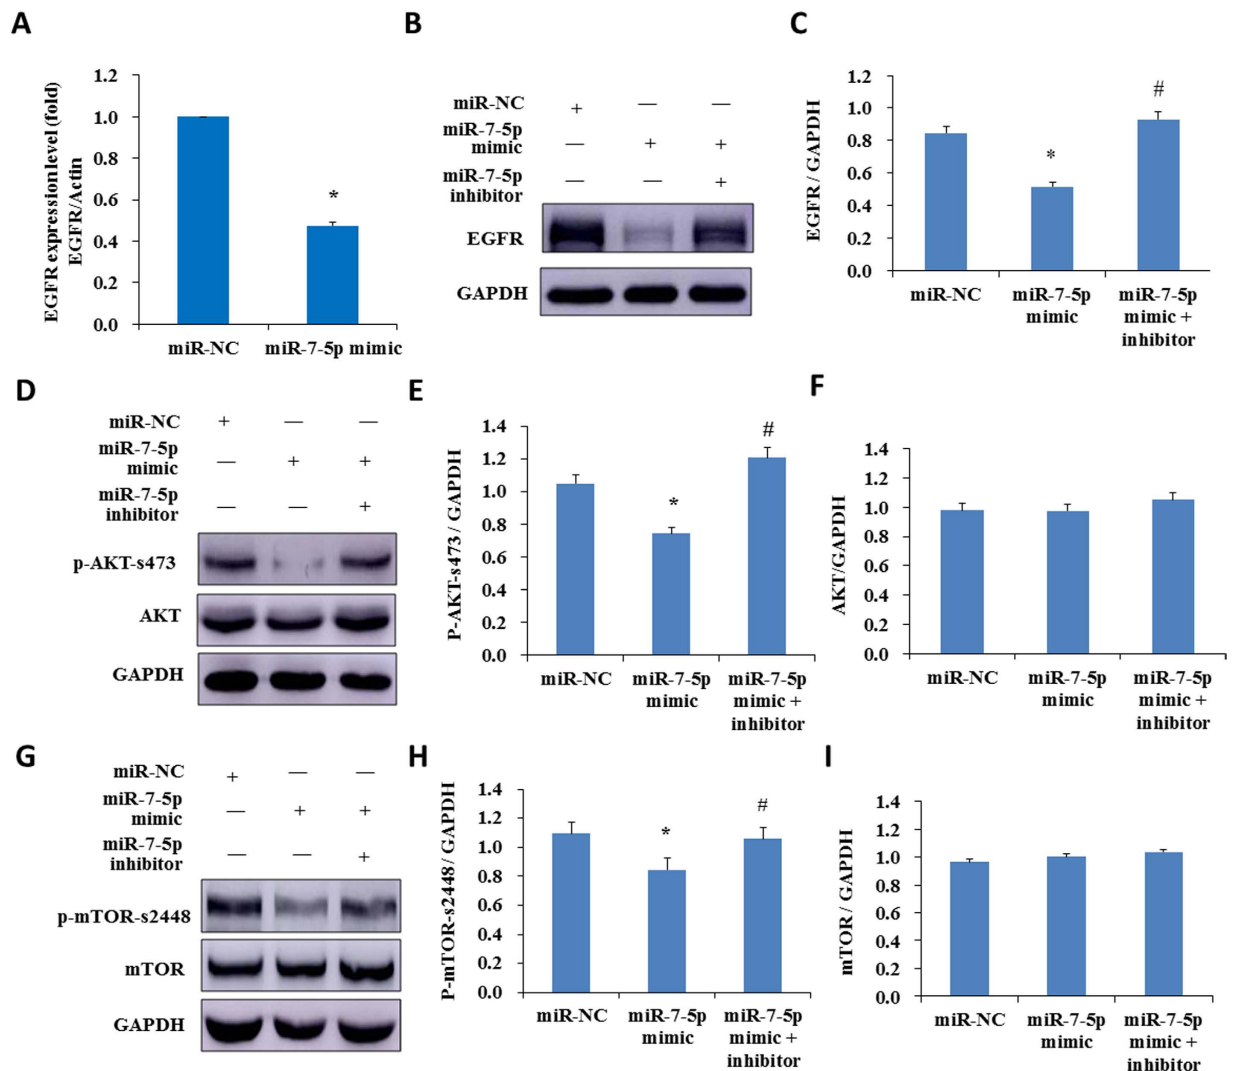 A
EGFR expression level (fold)
EGFR/Actin
1.2
1.0
0.8
0.6
0.4
0.2
0.0
*
miR-NC
miR-7-5p mimic
B
miR-NC + — —
miR-7-5p
mimic — + +
miR-7-5p
inhibitor — — +
EGFR
GAPDH
C
EGFR / GAPDH
1.2
1.0
0.8
0.6
0.4
0.2
0.0
*
#
miR-NC
miR-7-5p
mimic
miR-7-5p
mimic +
inhibitor
D
miR-NC + — —
miR-7-5p
mimic — + +
miR-7-5p
inhibitor — — +
p-AKT-s473
AKT
GAPDH
E
P-AKT-s473 / GAPDH
1.4
1.2
1.0
0.8
0.6
0.4
0.2
0.0
*
#
miR-NC
miR-7-5p
mimic
miR-7-5p
mimic +
inhibitor
F
AKT/GAPDH
1.4
1.2
1.0
0.8
0.6
0.4
0.2
0.0
miR-NC
miR-7-5p
mimic
miR-7-5p
mimic +
inhibitor
G
miR-NC + — —
miR-7-5p
mimic — + +
miR-7-5p
inhibitor — — +
p-mTOR-s2448
mTOR
GAPDH
H
P-mTOR-s2448 / GAPDH
1.4
1.2
1.0
0.8
0.6
0.4
0.2
0.0
*
#
miR-NC
miR-7-5p
mimic
miR-7-5p
mimic +
inhibitor
I
mTOR / GAPDH
1.4
1.2
1.0
0.8
0.6
0.4
0.2
0.0
miR-NC
miR-7-5p
mimic
miR-7-5p
mimic +
inhibitor